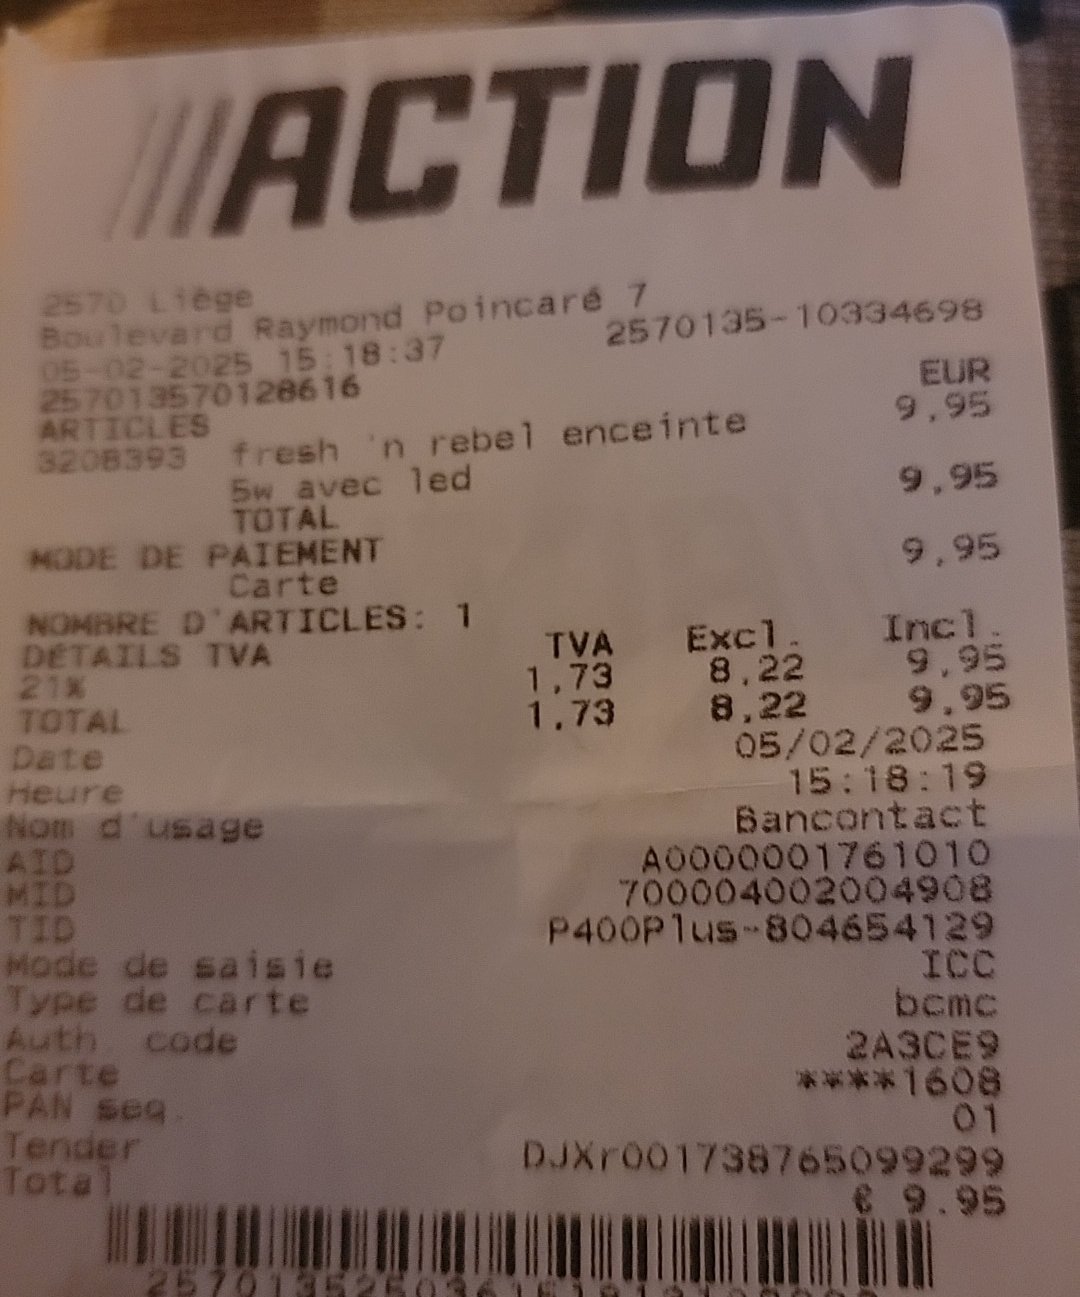 ACTION
2570 Liège
Boulevard Raymond Poincaré 7
05-02-2025 15:18:37 2570135-10334698
257013570128616
ARTICLES EUR
3208393 fresh 'n rebel enceinte 9,95
5w avec led
TOTAL 9,95
MODE DE PAIEMENT
Carte 9,95
NOMBRE D'ARTICLES: 1
DÉTAILS TVA TVA Excl. Incl.
21% 1,73 8,22 9,95
TOTAL 1,73 8,22 9,95
Date 05/02/2025
Heure 15:18:19
Nom d'usage Bancontact
AID A0000001761010
MID 700004002004908
TID P400Plus-804654129
Mode de saisie ICC
Type de carte bcmc
Auth. code 2A3CE9
Carte ****1608
PAN seq. 01
Tender DJXr001738765099299
Total € 9.95